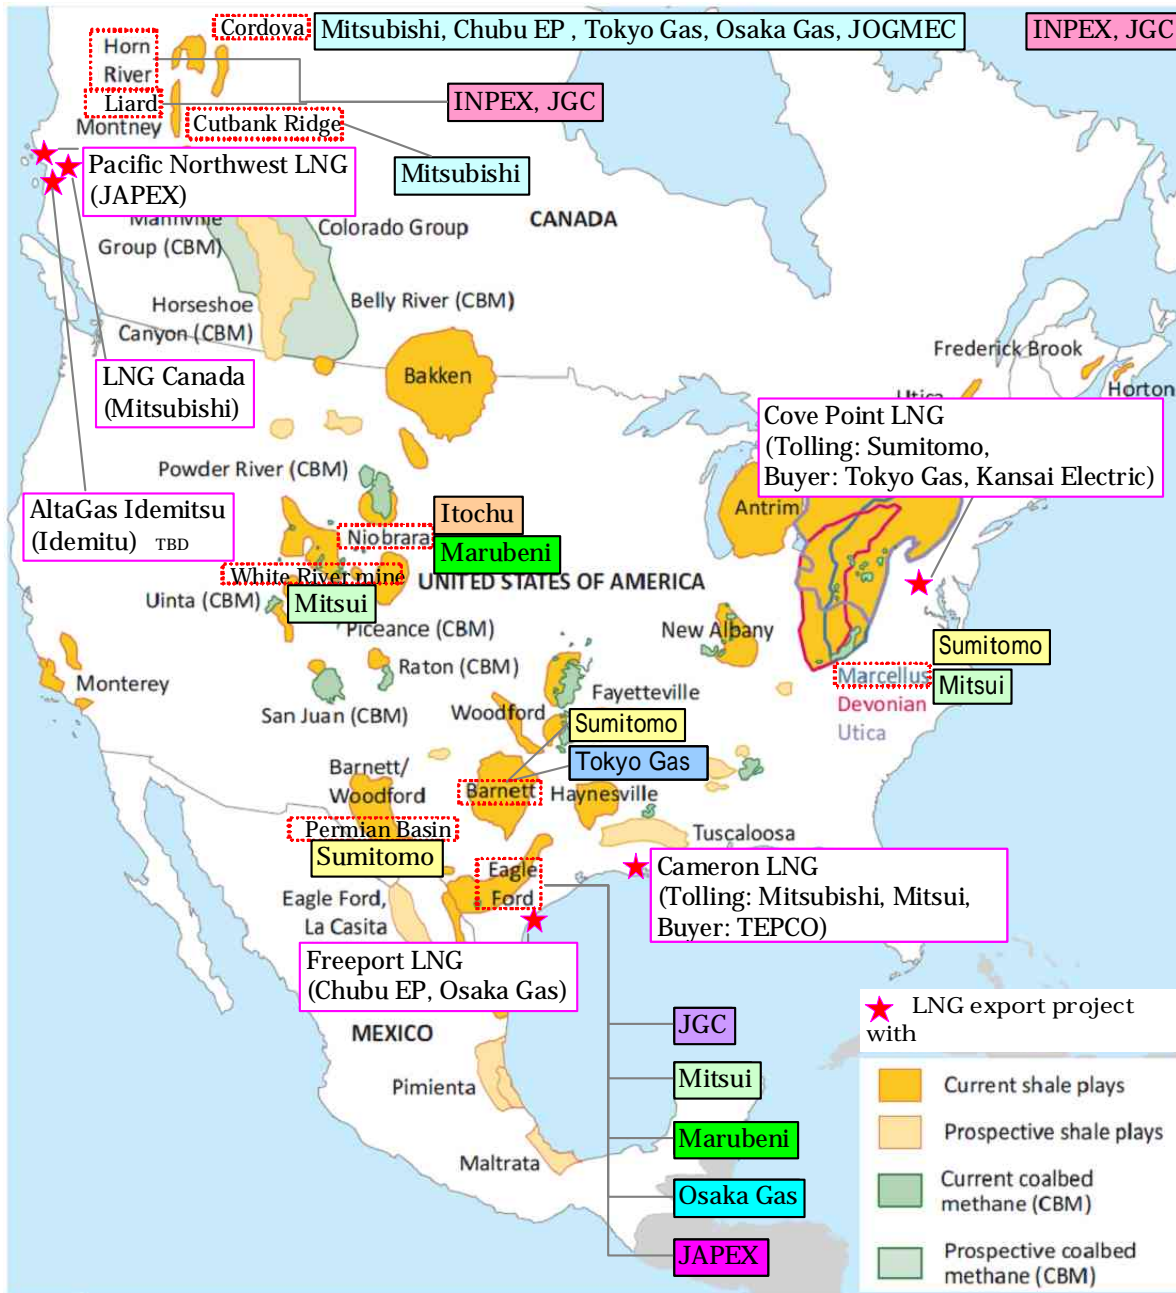 Cordova
Mitsubishi, Chubu EP , Tokyo Gas, Osaka Gas, JOGMEC
INPEX, JGC
Horn
River
Liard
INPEX, JGC
Montney
Cutbank Ridge
Pacific Northwest LNG
(JAPEX)
Mitsubishi
CANADA
Mannville
Group (CBM)
Colorado Group
Horseshoe
Canyon (CBM)
Belly River (CBM)
LNG Canada
(Mitsubishi)
Bakken
Frederick Brook
Horton
Utica
Cove Point LNG
(Tolling: Sumitomo,
Buyer: Tokyo Gas, Kansai Electric)
Powder River (CBM)
AltaGas Idemitsu
(Idemitu) TBD
Itochu
Niobrara
Marubeni
Antrim
White River mine
UNITED STATES OF AMERICA
Uinta (CBM)
Mitsui
Piceance (CBM)
New Albany
Sumitomo
Raton (CBM)
Marcellus
Mitsui
Monterey
San Juan (CBM)
Woodford
Fayetteville
Devonian
Utica
Sumitomo
Tokyo Gas
Barnett/
Woodford
Barnett
Haynesville
Permian Basin
Tuscaloosa
Sumitomo
Eagle
Ford
Cameron LNG
(Tolling: Mitsubishi, Mitsui,
Buyer: TEPCO)
Eagle Ford,
La Casita
Freeport LNG
(Chubu EP, Osaka Gas)
MEXICO
JGC
LNG export project
with
Mitsui
Pimienta
Current shale plays
Marubeni
Prospective shale plays
Maltrata
Osaka Gas
Current coalbed
methane (CBM)
JAPEX
Prospective coalbed
methane (CBM)